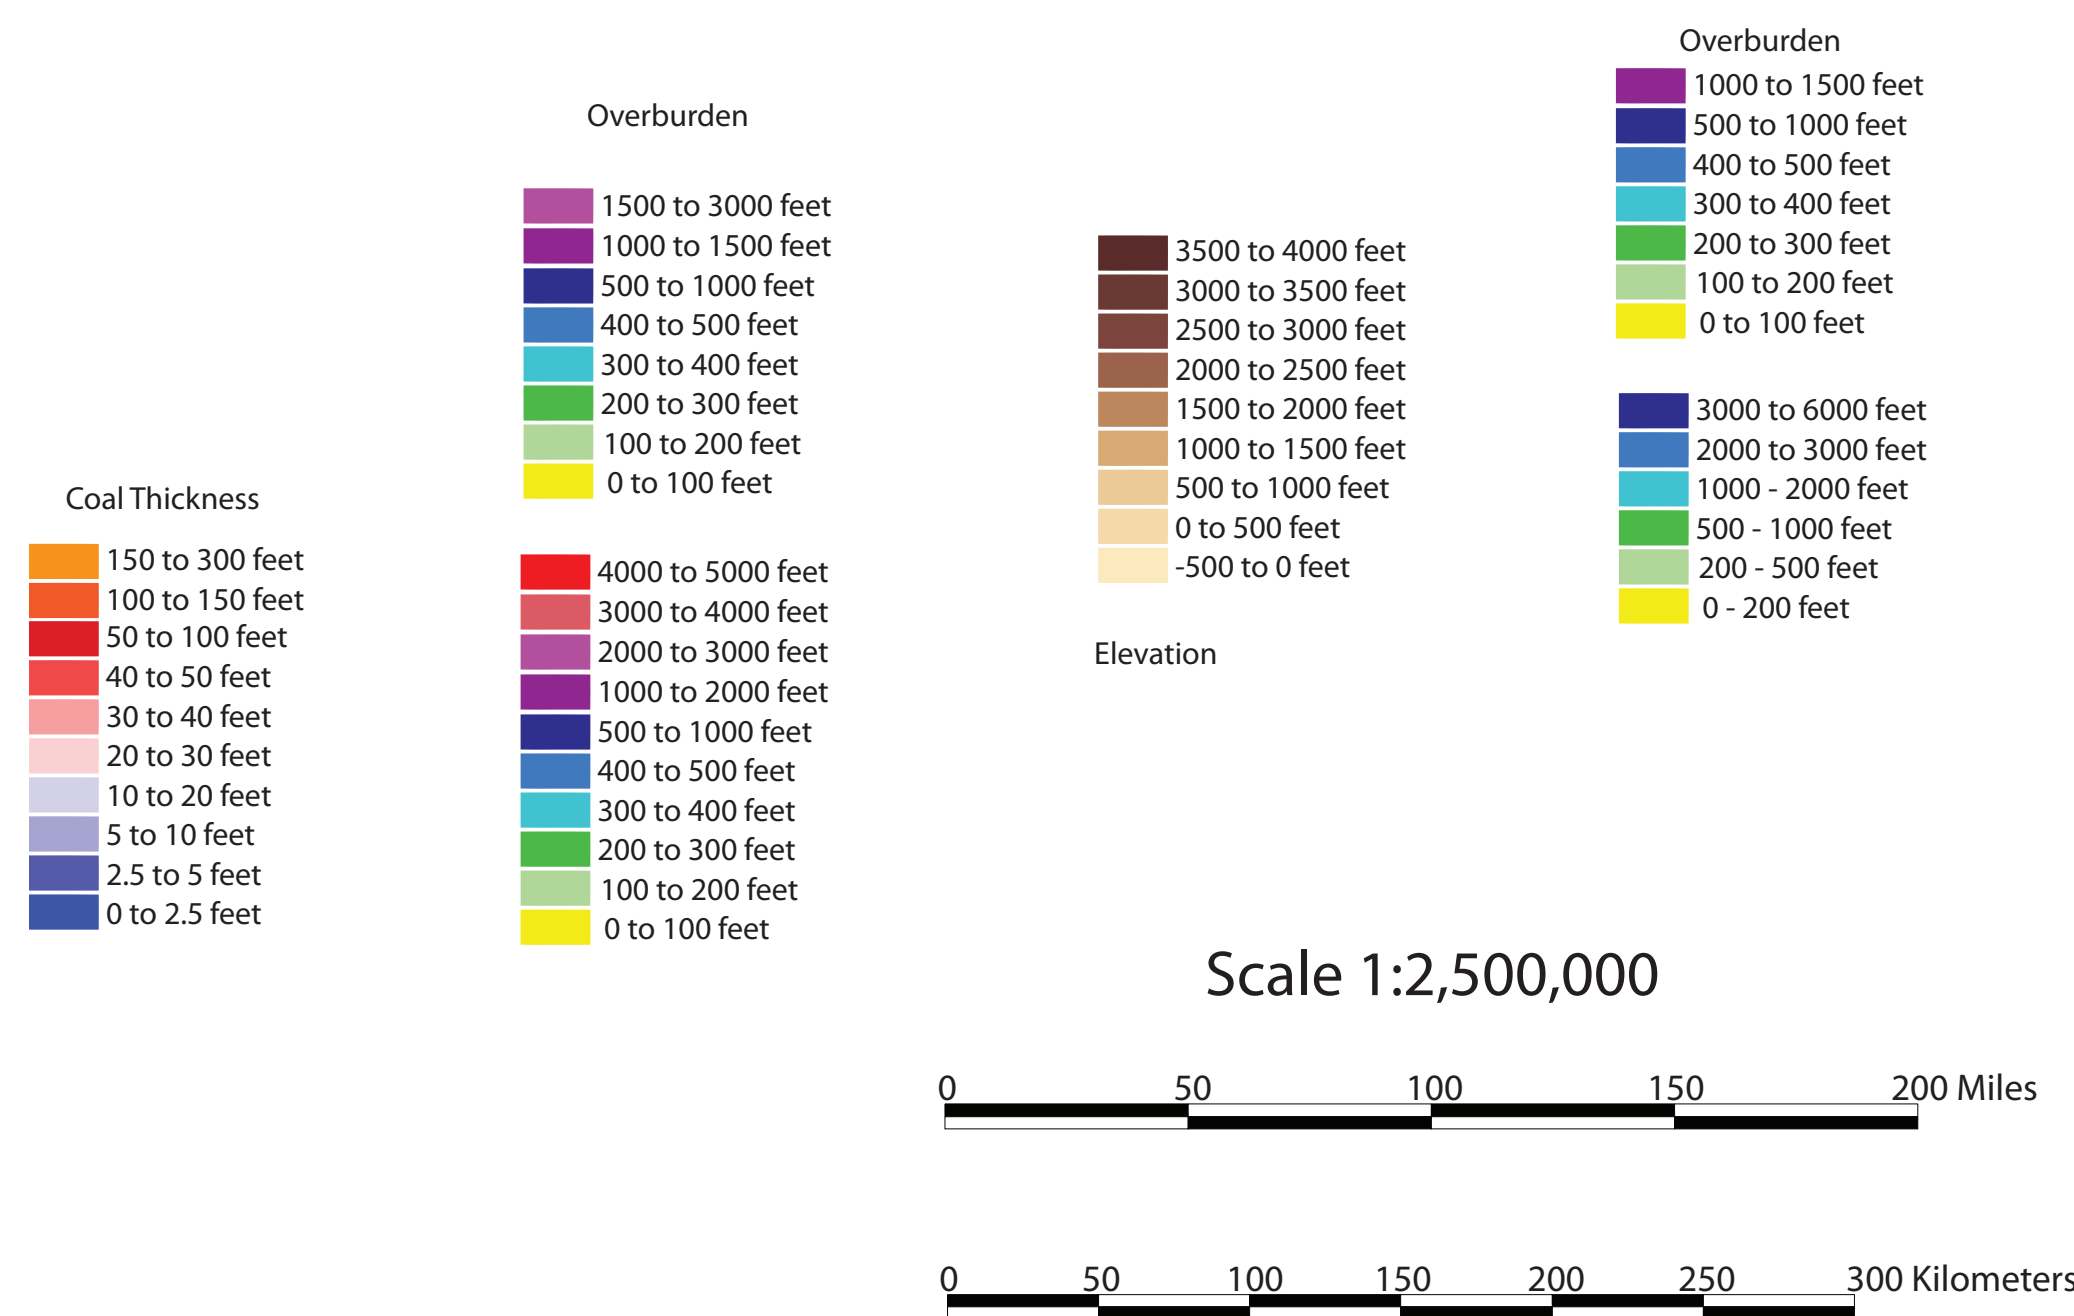 Coal Thickness
150 to 300 feet
100 to 150 feet
50 to 100 feet
40 to 50 feet
30 to 40 feet
20 to 30 feet
10 to 20 feet
5 to 10 feet
2.5 to 5 feet
0 to 2.5 feet
Overburden
1500 to 3000 feet
1000 to 1500 feet
500 to 1000 feet
400 to 500 feet
300 to 400 feet
200 to 300 feet
100 to 200 feet
0 to 100 feet
4000 to 5000 feet
3000 to 4000 feet
2000 to 3000 feet
1000 to 2000 feet
500 to 1000 feet
400 to 500 feet
300 to 400 feet
200 to 300 feet
100 to 200 feet
0 to 100 feet
3500 to 4000 feet
3000 to 3500 feet
2500 to 3000 feet
2000 to 2500 feet
1500 to 2000 feet
1000 to 1500 feet
500 to 1000 feet
0 to 500 feet
-500 to 0 feet
Elevation
Overburden
1000 to 1500 feet
500 to 1000 feet
400 to 500 feet
300 to 400 feet
200 to 300 feet
100 to 200 feet
0 to 100 feet
3000 to 6000 feet
2000 to 3000 feet
1000 - 2000 feet
500 - 1000 feet
200 - 500 feet
0 - 200 feet
Scale 1:2,500,000
0 50 100 150 200 Miles
0 50 100 150 200 250 300 Kilometers